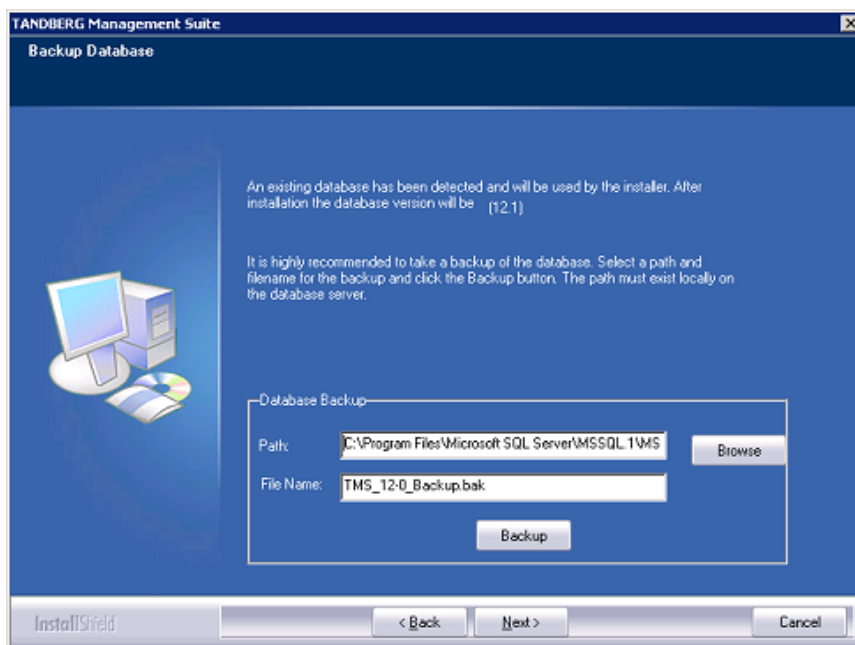 TANDBERG Management Suite
Backup Database
An existing database has been detected and will be used by the installer. After
installation the database version will be (12.1)
It is highly recommended to take a backup of the database. Select a path and
filename for the backup and click the Backup button. The path must exist locally on
the database server.
Database Backup
Path: C:\Program Files\Microsoft SQL Server\MSSQL.1\MS Browse
File Name: TMS_12-0_Backup.bak
Backup
InstallShield < Back Next > Cancel